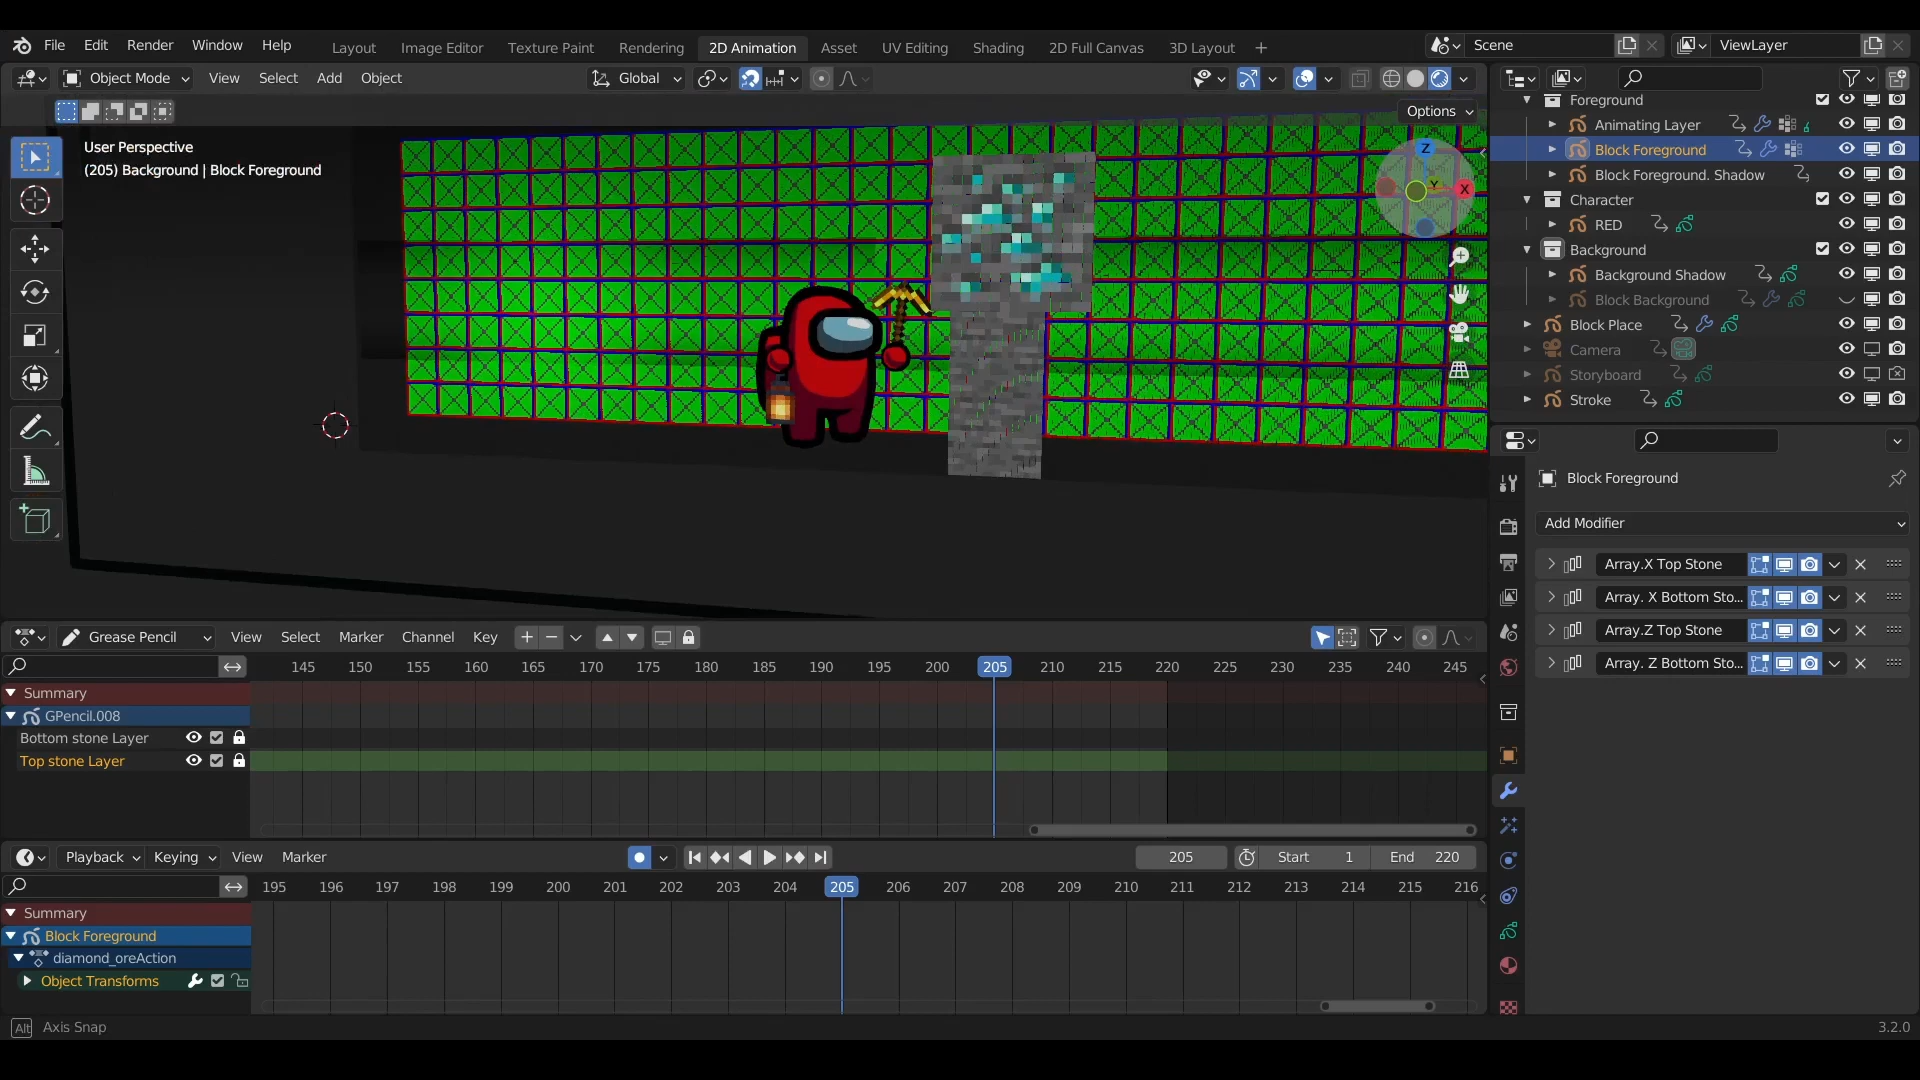 File Edit Render Window Help
Layout Image Editor Texture Paint Rendering 2D Animation Asset UV Editing Shading 2D Full Canvas 3D Layout
Scene
ViewLayer
Object Mode View Select Add Object
Global
Options
User Perspective
(205) Background | Block Foreground
Z
Y
X
Foreground
Animating Layer
Block Foreground
Block Foreground. Shadow
Character
RED
Background
Background Shadow
Block Background
Block Place
Camera
Storyboard
Stroke
Block Foreground
Add Modifier
Array.X Top Stone
Array. X Bottom Sto...
Array.Z Top Stone
Array. Z Bottom Sto...
Grease Pencil View Select Marker Channel Key
145 150 155 160 165 170 175 180 185 190 195 200 205 210 215 220 225 230 235 240 245
Summary
GPencil.008
Bottom stone Layer
Top stone Layer
Playback Keying View Marker
205
Start 1
End 220
195 196 197 198 199 200 201 202 203 204 205 206 207 208 209 210 211 212 213 214 215 216
Summary
Block Foreground
diamond_oreAction
Object Transforms
Alt Axis Snap
3.2.0